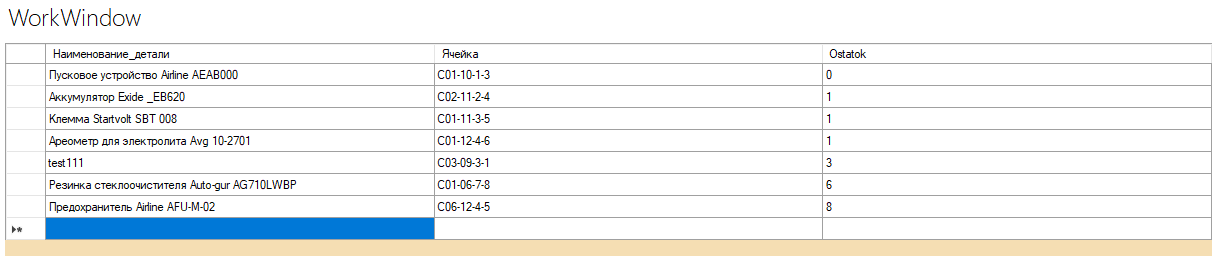 WorkWindow
Наименование_детали Ячейка Ostatok
Пусковое устройство Airline AEAB000 C01-10-1-3 0
Аккумулятор Exide _EB620 C02-11-2-4 1
Клемма Startvolt SBT 008 C01-11-3-5 1
Ареометр для электролита Avg 10-2701 C01-12-4-6 1
test111 C03-09-3-1 3
Резинка стеклоочистителя Auto-gur AG710LWBP C01-06-7-8 6
Предохранитель Airline AFU-M-02 C06-12-4-5 8